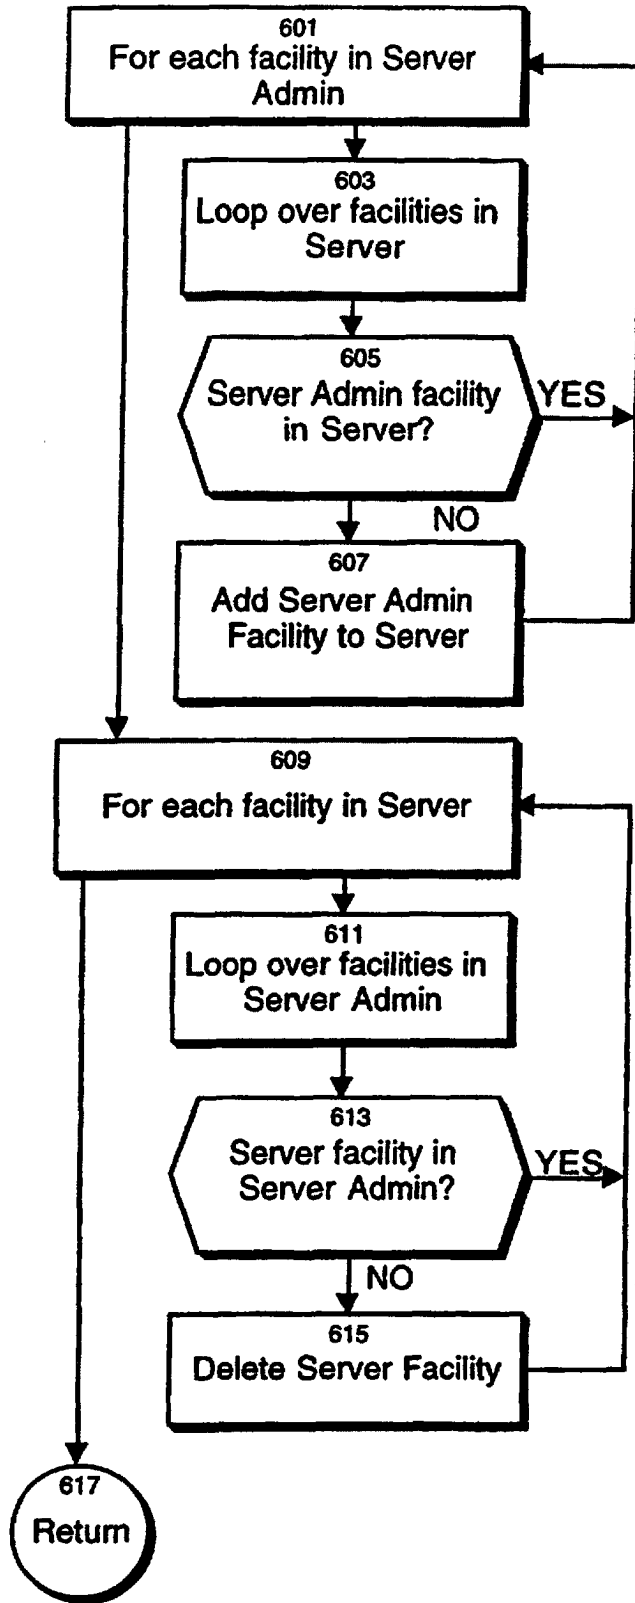 601
For each facility in Server
Admin
603
Loop over facilities in
Server
605
Server Admin facility
in Server?
YES
NO
607
Add Server Admin
Facility to Server
609
For each facility in Server
611
Loop over facilities in
Server Admin
613
Server facility in
Server Admin?
YES
NO
615
Delete Server Facility
617
Return